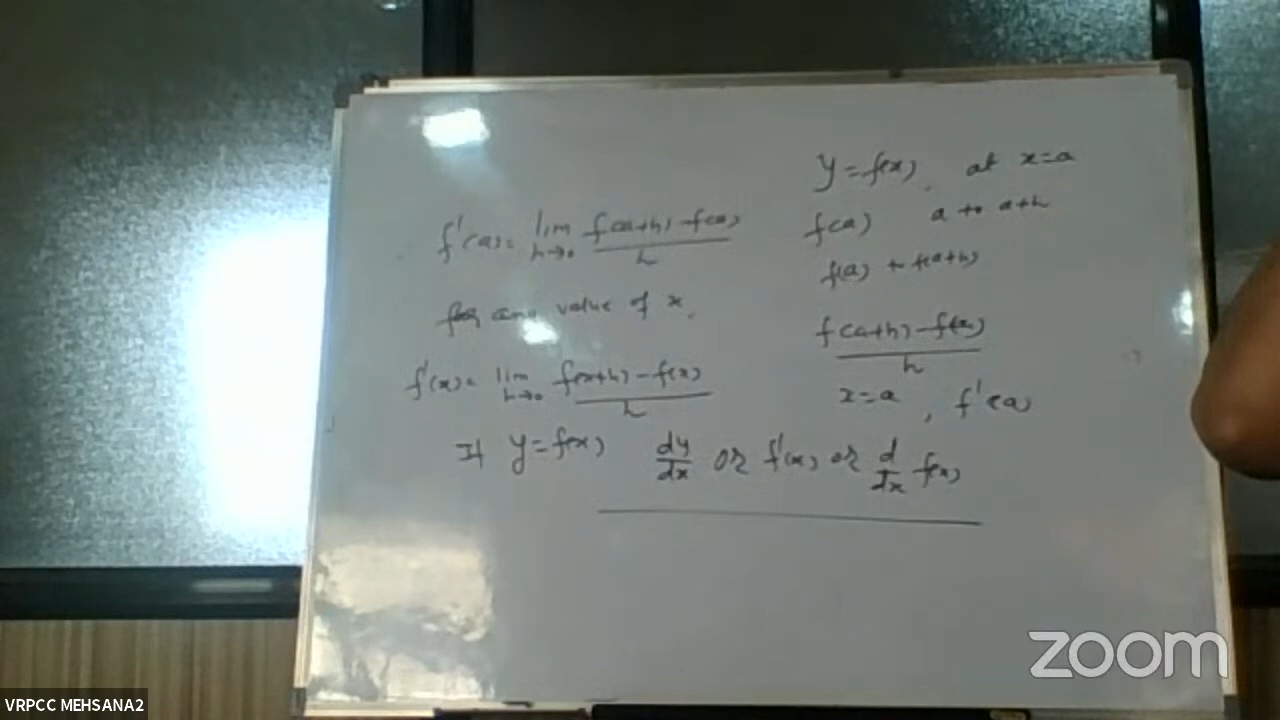 y = f(x), at x=a
f(a) a to a+h
f(a) to f(a+h)
f(a+h) - f(a) / h
x=a, f'(a)
f'(a) = lim h→0 f(a+h) - f(a) / h
for any value of x,
f'(x) = lim h→0 f(x+h) - f(x) / h
If y = f(x) dy/dx or f'(x) or d/dx f(x)
zoom
VRPCC MEHSANA2